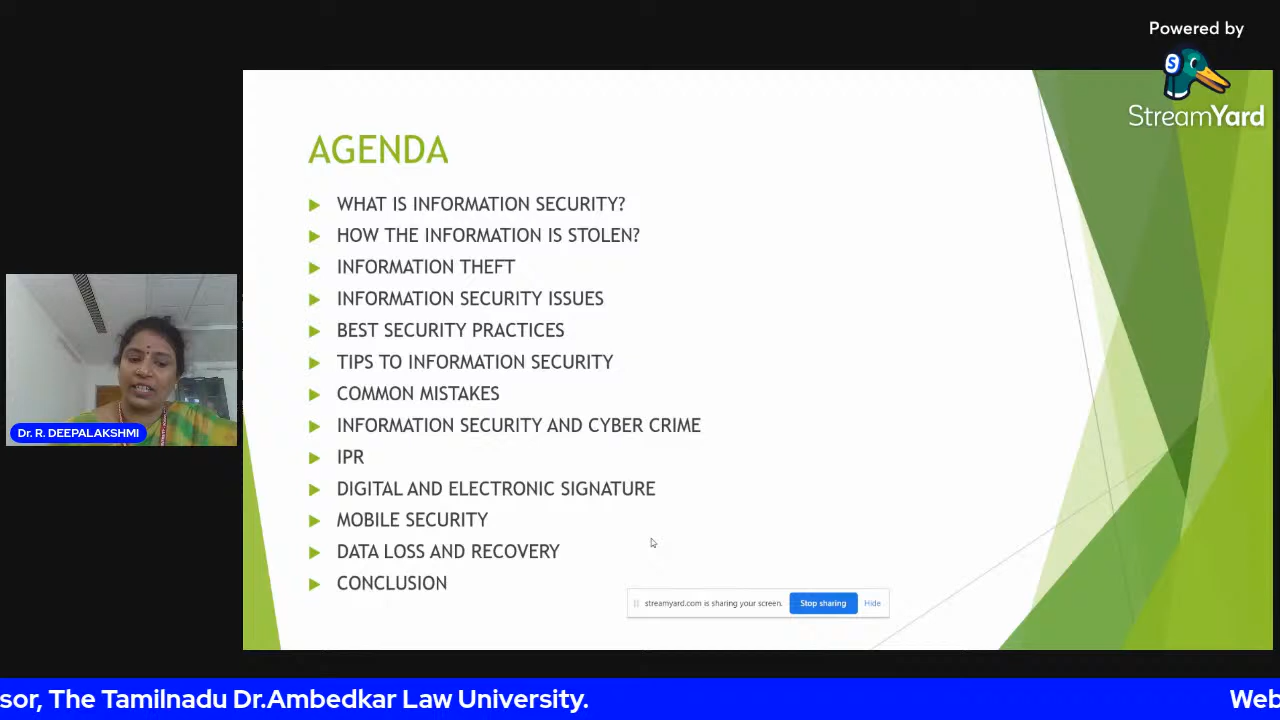 Powered by
StreamYard
AGENDA
WHAT IS INFORMATION SECURITY?
HOW THE INFORMATION IS STOLEN?
INFORMATION THEFT
INFORMATION SECURITY ISSUES
BEST SECURITY PRACTICES
TIPS TO INFORMATION SECURITY
COMMON MISTAKES
INFORMATION SECURITY AND CYBER CRIME
IPR
DIGITAL AND ELECTRONIC SIGNATURE
MOBILE SECURITY
DATA LOSS AND RECOVERY
CONCLUSION
streamyard.com is sharing your screen. Stop sharing Hide
Dr. R. DEEPALAKSHMI
sor, The Tamilnadu Dr.Ambedkar Law University. Web